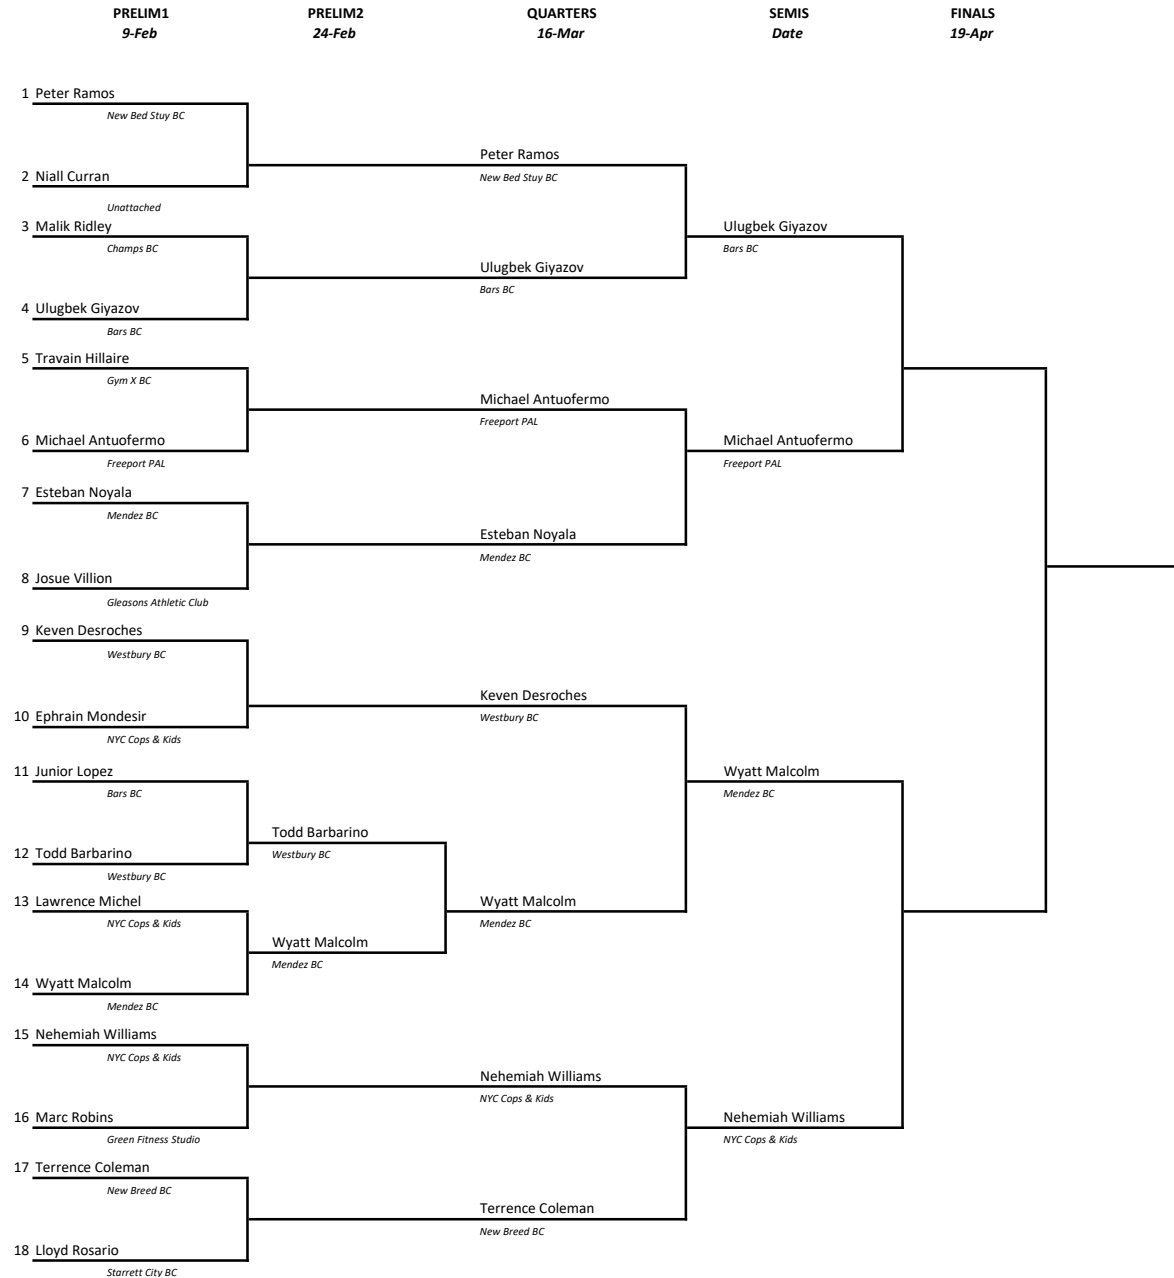 PRELIM1 PRELIM2 QUARTERS SEMIS FINALS
9-Feb 24-Feb 16-Mar Date 19-Apr
1 Peter Ramos
New Bed Stuy BC
Peter Ramos
2 Niall Curran
New Bed Stuy BC
Unattached
3 Malik Ridley
Ulugbek Giyazov
Champs BC
Bars BC
Ulugbek Giyazov
Bars BC
4 Ulugbek Giyazov
Bars BC
5 Travain Hillaire
Gym X BC
Michael Antuofermo
Freeport PAL
6 Michael Antuofermo
Michael Antuofermo
Freeport PAL
Freeport PAL
7 Esteban Noyala
Mendez BC
Esteban Noyala
Mendez BC
8 Josue Villion
Gleasons Athletic Club
9 Keven Desroches
Westbury BC
Keven Desroches
10 Ephrain Mondesir
Westbury BC
NYC Cops & Kids
11 Junior Lopez
Wyatt Malcolm
Bars BC
Mendez BC
Todd Barbarino
12 Todd Barbarino
Westbury BC
Westbury BC
13 Lawrence Michel
Wyatt Malcolm
NYC Cops & Kids
Mendez BC
Wyatt Malcolm
Mendez BC
14 Wyatt Malcolm
Mendez BC
15 Nehemiah Williams
NYC Cops & Kids
Nehemiah Williams
NYC Cops & Kids
16 Marc Robins
Nehemiah Williams
Green Fitness Studio
NYC Cops & Kids
17 Terrence Coleman
New Breed BC
Terrence Coleman
New Breed BC
18 Lloyd Rosario
Starrett City BC